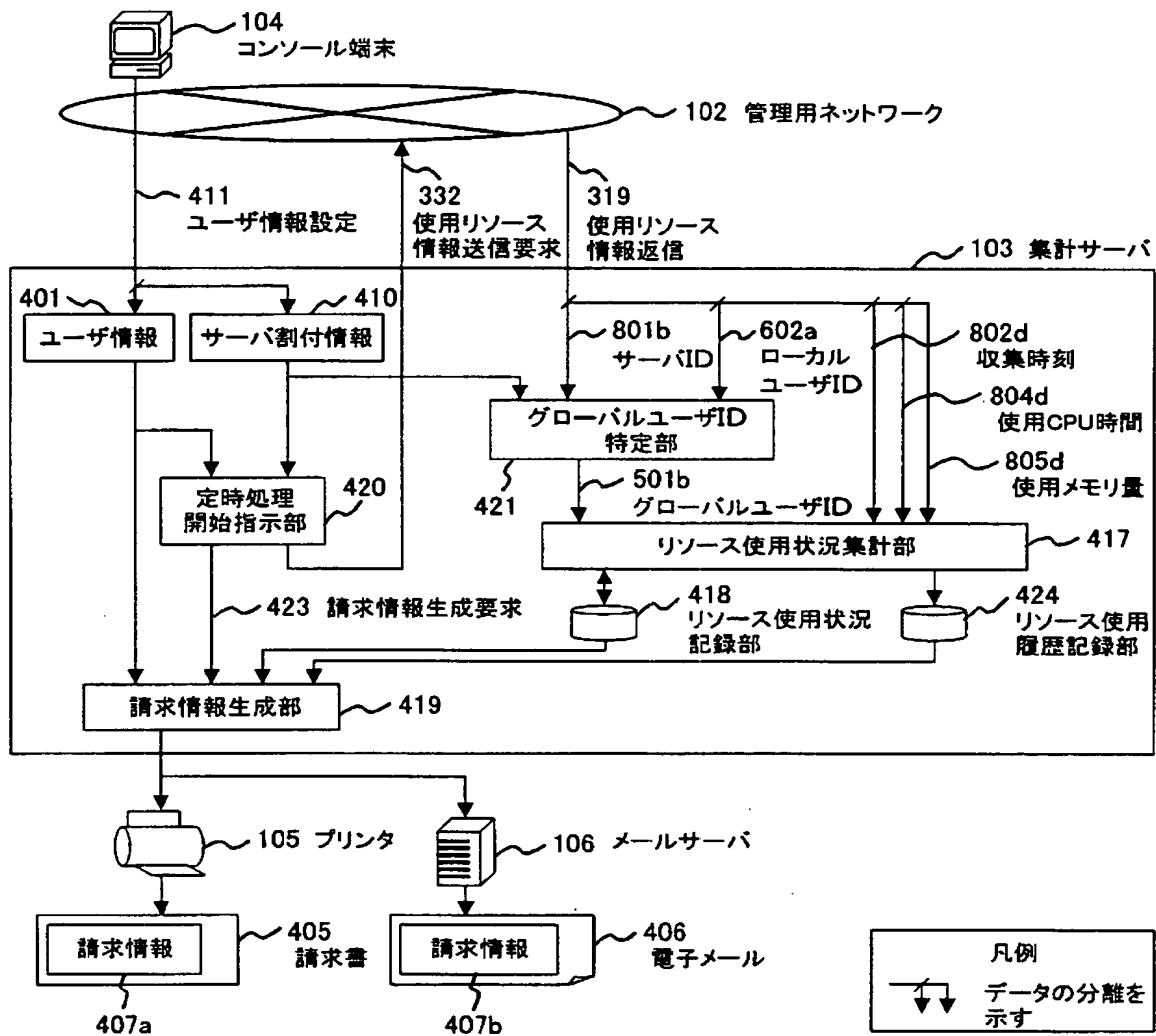 104
コンソール端末
102 管理用ネットワーク
411
ユーザ情報設定
332
使用リソース
情報送信要求
319
使用リソース
情報返信
103 集計サーバ
401
ユーザ情報
410
サーバ割付情報
801b
サーバID
602a
ローカル
ユーザID
802d
収集時刻
804d
使用CPU時間
805d
使用メモリ量
グローバルユーザID
特定部
421
501b
グローバルユーザID
定時処理
開始指示部
420
リソース使用状況集計部
417
423 請求情報生成要求
418
リソース使用状況
記録部
424
リソース使用
履歴記録部
請求情報生成部
419
105 プリンタ
106 メールサーバ
請求情報
405
請求書
407a
請求情報
406
電子メール
407b
凡例
データの分離を
示す